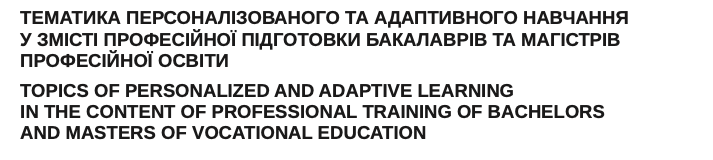 ТЕМАТИКА ПЕРСОНАЛІЗОВАНОГО ТА АДАПТИВНОГО НАВЧАННЯ
У ЗМІСТІ ПРОФЕСІЙНОЇ ПІДГОТОВКИ БАКАЛАВРІВ ТА МАГІСТРІВ
ПРОФЕСІЙНОЇ ОСВІТИ
TOPICS OF PERSONALIZED AND ADAPTIVE LEARNING
IN THE CONTENT OF PROFESSIONAL TRAINING OF BACHELORS
AND MASTERS OF VOCATIONAL EDUCATION